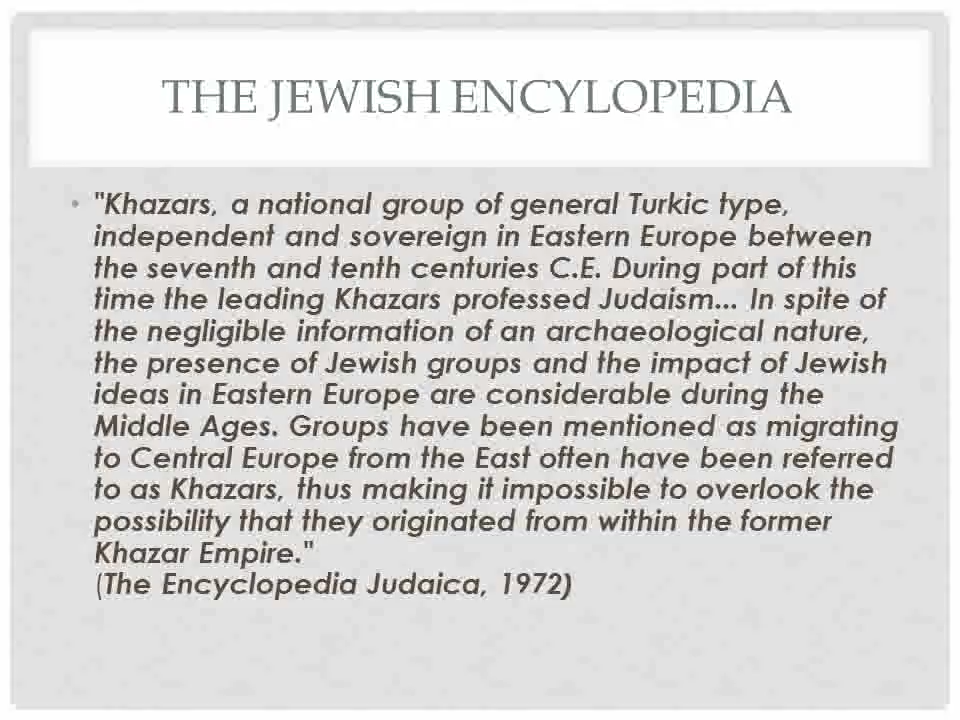 THE JEWISH ENCYLOPEDIA
• "Khazars, a national group of general Turkic type,
independent and sovereign in Eastern Europe between
the seventh and tenth centuries C.E. During part of this
time the leading Khazars professed Judaism... In spite of
the negligible information of an archaeological nature,
the presence of Jewish groups and the impact of Jewish
ideas in Eastern Europe are considerable during the
Middle Ages. Groups have been mentioned as migrating
to Central Europe from the East often have been referred
to as Khazars, thus making it impossible to overlook the
possibility that they originated from within the former
Khazar Empire."
(The Encyclopedia Judaica, 1972)